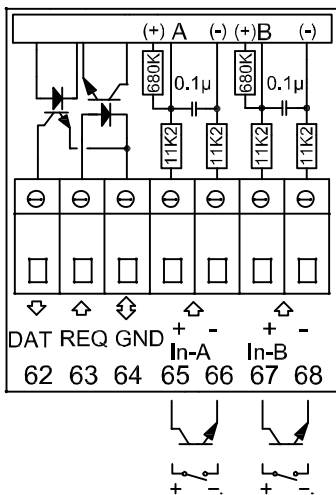 (+) A (-) (+) B (-)
680K 0.1µ 680K 0.1µ
11K2 11K2 11K2 11K2
DAT REQ GND + - + -
In-A In-B
62 63 64 65 66 67 68
+ -. + -.